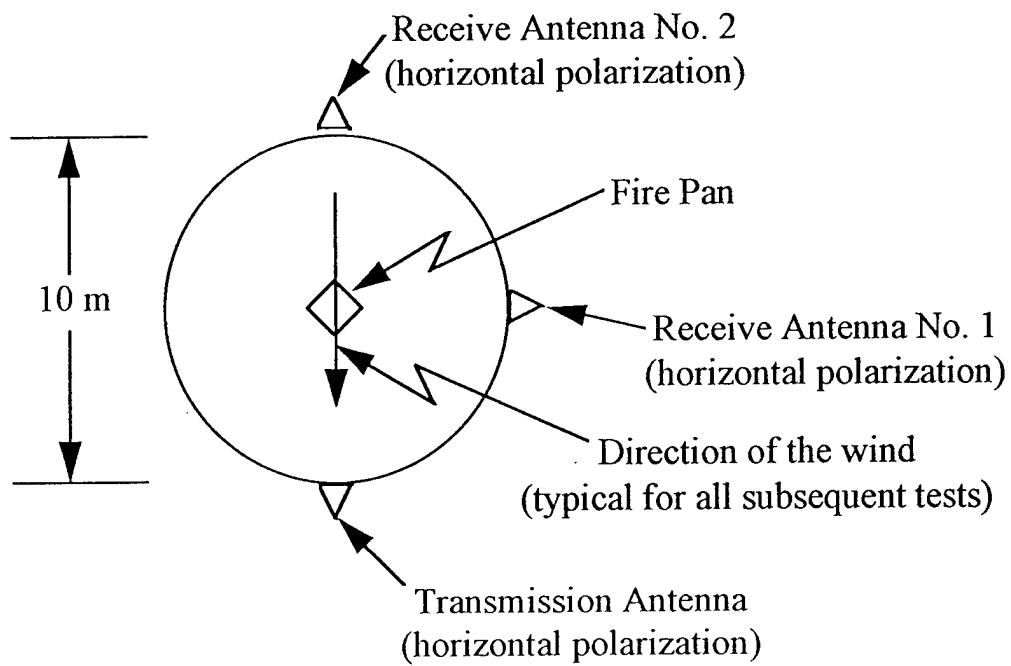 Receive Antenna No. 2
(horizontal polarization)
Fire Pan
10 m
Receive Antenna No. 1
(horizontal polarization)
Direction of the wind
(typical for all subsequent tests)
Transmission Antenna
(horizontal polarization)